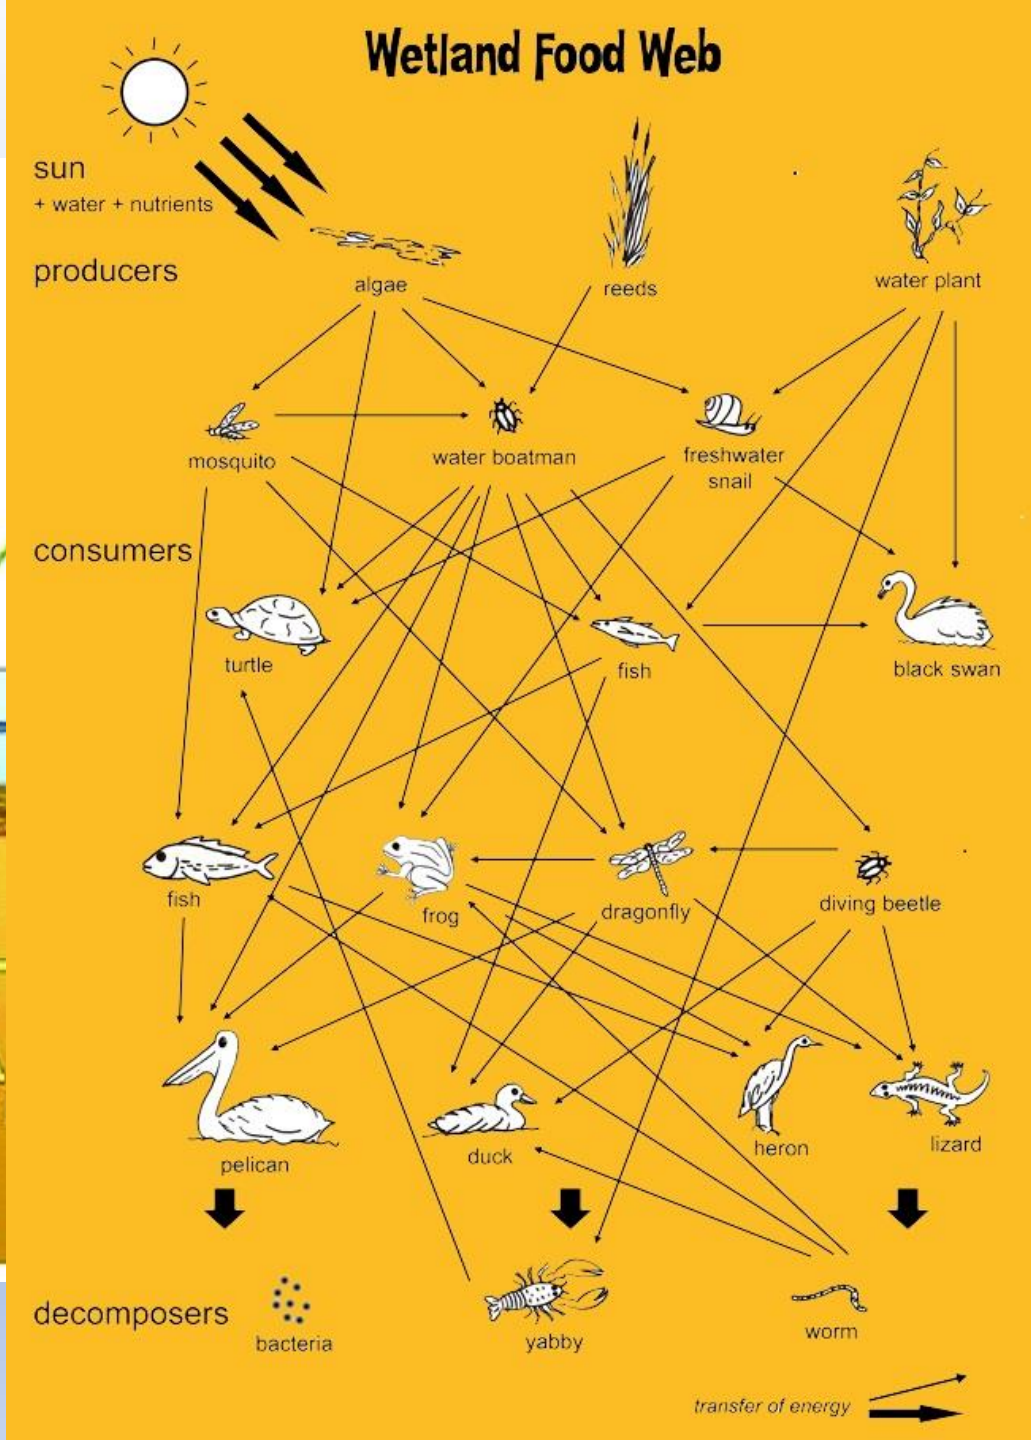 Wetland Food Web
sun
+ water + nutrients
producers
algae
reeds
water plant
mosquito
water boatman
freshwater
snail
consumers
turtle
fish
black swan
fish
frog
dragonfly
diving beetle
pelican
duck
heron
lizard
decomposers
bacteria
yabby
worm
transfer of energy